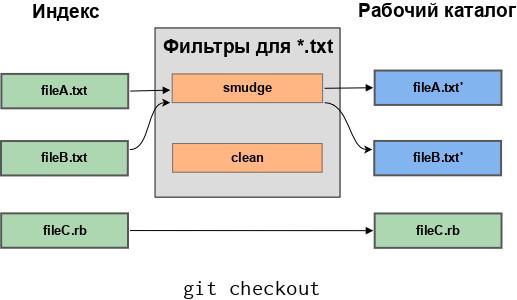 Индекс
Рабочий каталог
Фильтры для *.txt
fileA.txt
smudge
fileA.txt'
fileB.txt
clean
fileB.txt'
fileC.rb
fileC.rb
git checkout